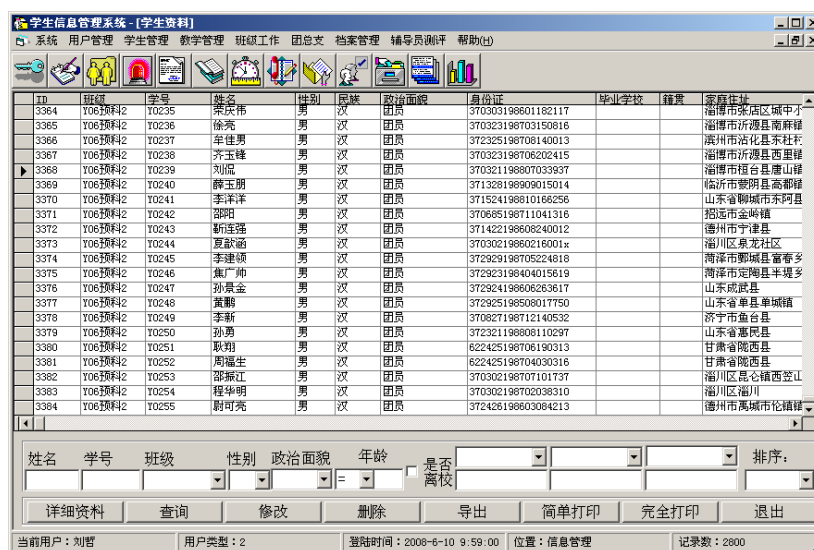 学生信息管理系统 - [学生资料]
系统 用户管理 学生管理 教学管理 班级工作 团总支 档案管理 辅导员测评 帮助(H)
ID 班级 学号 姓名 性别 民族 政治面貌 身份证 毕业学校 籍贯 家庭住址
3364 Y06预科2 Y0235 荣庆伟 男 汉 团员 370303198601182117 淄博市张店区城中小
3365 Y06预科2 Y0236 徐亮 男 汉 团员 370323198703150816 淄博市沂源县南麻镇
3366 Y06预科2 Y0237 牟佳男 男 汉 团员 372325198708140013 滨州市沾化县东杜村
3367 Y06预科2 Y0238 齐玉锋 男 汉 团员 370323198706202415 淄博市沂源县西里镇
3368 Y06预科2 Y0239 刘侃 男 汉 团员 370321198807033937 淄博市桓台县唐山镇
3369 Y06预科2 Y0240 薛玉朋 男 汉 团员 371328198909015014 临沂市蒙阴县高都镇
3370 Y06预科2 Y0241 李洋洋 男 汉 团员 371524198810166256 山东省聊城市东阿县
3371 Y06预科2 Y0242 邵阳 男 汉 团员 370685198711041316 招远市金岭镇
3372 Y06预科2 Y0243 靳连强 男 汉 团员 371422198608240012 德州市宁津县
3373 Y06预科2 Y0244 夏歆涵 男 汉 团员 37030219860216001x 淄川区泉龙社区
3374 Y06预科2 Y0245 李建领 男 汉 团员 372929198705224818 菏泽市鄄城县富春乡
3375 Y06预科2 Y0246 焦广帅 男 汉 团员 372923198404015619 菏泽市定陶县半堤乡
3376 Y06预科2 Y0247 孙景金 男 汉 团员 372924198606263617 山东成武县
3377 Y06预科2 Y0248 黄鹏 男 汉 团员 372925198508017750 山东省单县单城镇
3378 Y06预科2 Y0249 李新 男 汉 团员 370827198712140532 济宁市鱼台县
3379 Y06预科2 Y0250 孙勇 男 汉 团员 372321198808110297 山东省惠民县
3380 Y06预科2 Y0251 耿翔 男 汉 团员 622425198706190313 甘肃省陇西县
3381 Y06预科2 Y0252 周福生 男 汉 团员 622425198704030316 甘肃省陇西县
3382 Y06预科2 Y0253 邵振江 男 汉 团员 370302198707101737 淄川区昆仑镇西笠山
3383 Y06预科2 Y0254 程华明 男 汉 团员 370302198702038310 淄川区淄川
3384 Y06预科2 Y0255 尉可亮 男 汉 团员 372426198603084213 德州市禹城市伦镇镇
姓名 学号 班级 性别 政治面貌 年龄 是否离校 排序：
=
详细资料 查询 修改 删除 导出 简单打印 完全打印 退出
当前用户：刘哲 用户类型：2 登陆时间：2008-6-10 9:59:00 位置：信息管理 记录数：2800